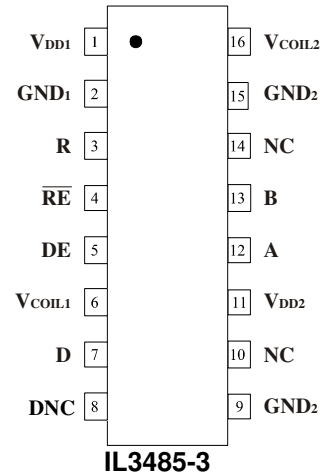 VDD1 1 16 VCOIL2
GND1 2 15 GND2
R 3 14 NC
R̅E̅ 4 13 B
DE 5 12 A
VCOIL1 6 11 VDD2
D 7 10 NC
DNC 8 9 GND2
IL3485-3